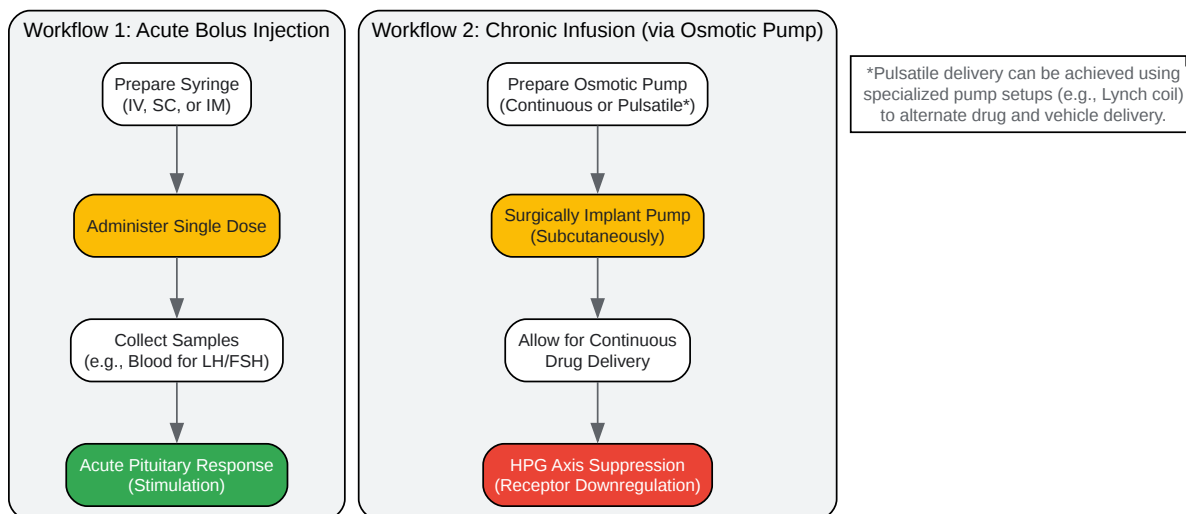 Workflow 1: Acute Bolus Injection
Prepare Syringe
(IV, SC, or IM)
Administer Single Dose
Collect Samples
(e.g., Blood for LH/FSH)
Acute Pituitary Response
(Stimulation)
Workflow 2: Chronic Infusion (via Osmotic Pump)
Prepare Osmotic Pump
(Continuous or Pulsatile*)
Surgically Implant Pump
(Subcutaneously)
Allow for Continuous
Drug Delivery
HPG Axis Suppression
(Receptor Downregulation)
*Pulsatile delivery can be achieved using
specialized pump setups (e.g., Lynch coil)
to alternate drug and vehicle delivery.